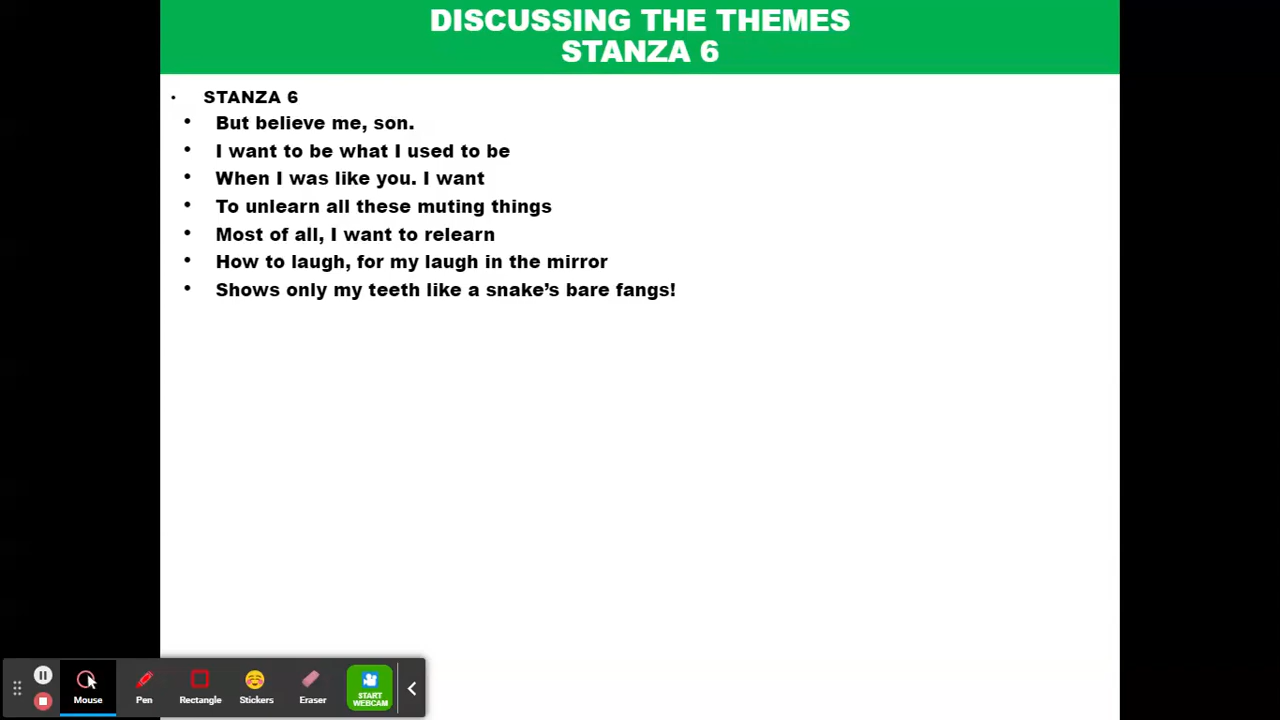 DISCUSSING THE THEMES
STANZA 6
• STANZA 6
• But believe me, son.
• I want to be what I used to be
• When I was like you. I want
• To unlearn all these muting things
• Most of all, I want to relearn
• How to laugh, for my laugh in the mirror
• Shows only my teeth like a snake’s bare fangs!
Mouse
Pen
Rectangle
Stickers
Eraser
START
WEBCAM